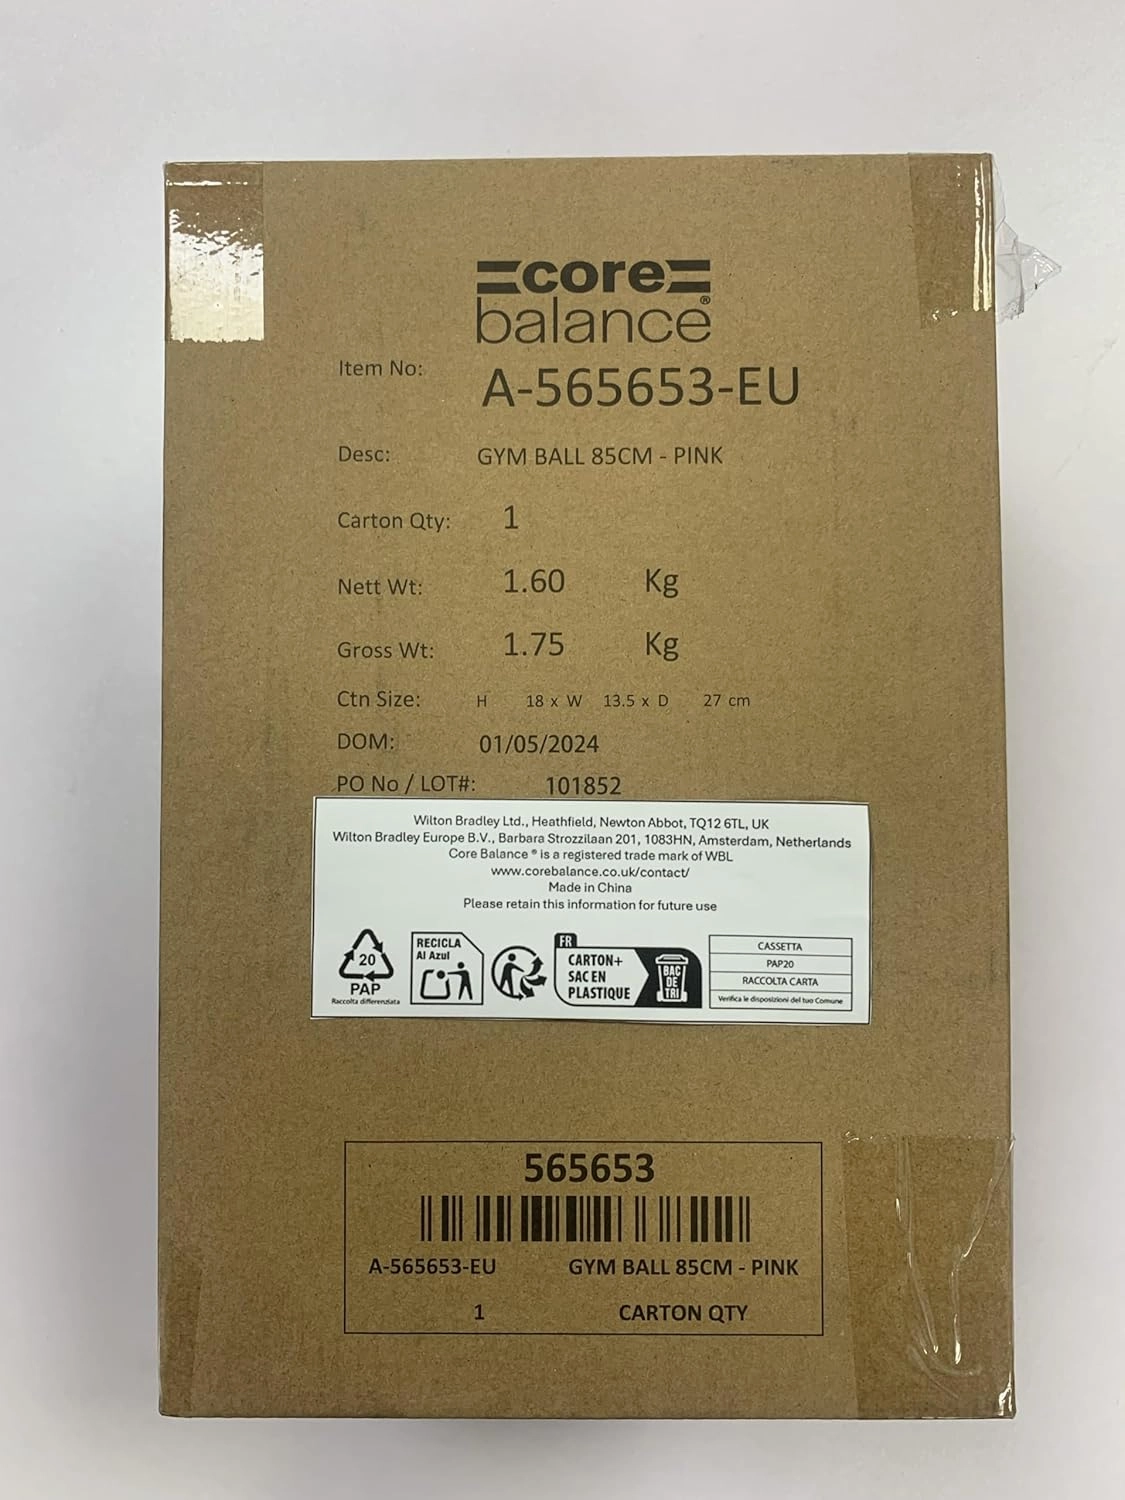 core
balance®
Item No: A-565653-EU
Desc: GYM BALL 85CM - PINK
Carton Qty: 1
Nett Wt: 1.60 Kg
Gross Wt: 1.75 Kg
Ctn Size: H 18 x W 13.5 x D 27 cm
DOM: 01/05/2024
PO No / LOT#: 101852
Wilton Bradley Ltd., Heathfield, Newton Abbot, TQ12 6TL, UK
Wilton Bradley Europe B.V., Barbara Strozzilaan 201, 1083HN, Amsterdam, Netherlands
Core Balance ® is a registered trade mark of WBL
www.corebalance.co.uk/contact/
Made in China
Please retain this information for future use
20
PAP
Raccolta differenziata
RECICLA
Al Azul
FR
CARTON+
SAC EN
PLASTIQUE
BAC
DE
TRI
CASSETTA
PAP20
RACCOLTA CARTA
Verifica le disposizioni del tuo Comune
565653
A-565653-EU GYM BALL 85CM - PINK
1 CARTON QTY